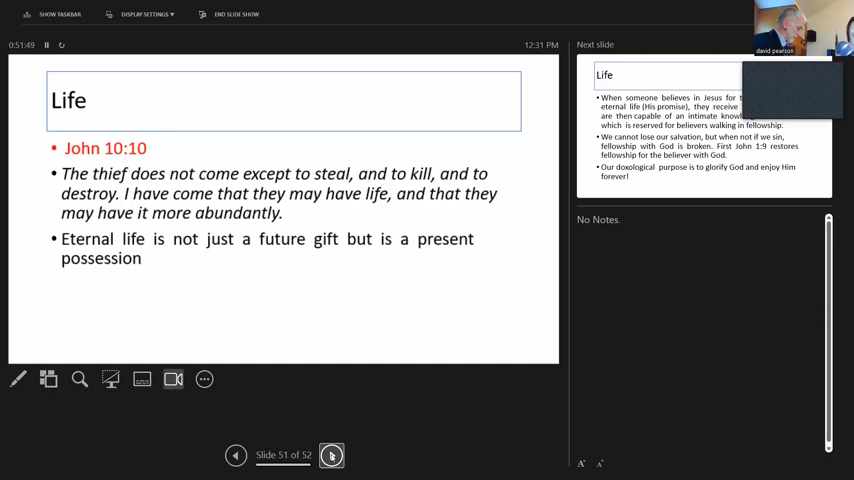 SHOW TASKBAR
DISPLAY SETTINGS ▾
END SLIDE SHOW
0:51:49
12:31 PM
Life
• John 10:10
• The thief does not come except to steal, and to kill, and to
destroy. I have come that they may have life, and that they
may have it more abundantly.
• Eternal life is not just a future gift but is a present
possession
Slide 51 of 52
Next slide
david pearson
Life
• When someone believes in Jesus for
eternal life (His promise), they receive
are then capable of an intimate
which is reserved for believers walking in fellowship.
• We cannot lose our salvation, but when not if we sin,
fellowship with God is broken. First John 1:9 restores
fellowship for the believer with God.
• Our doxological purpose is to glorify God and enjoy Him
forever!
No Notes.
A A